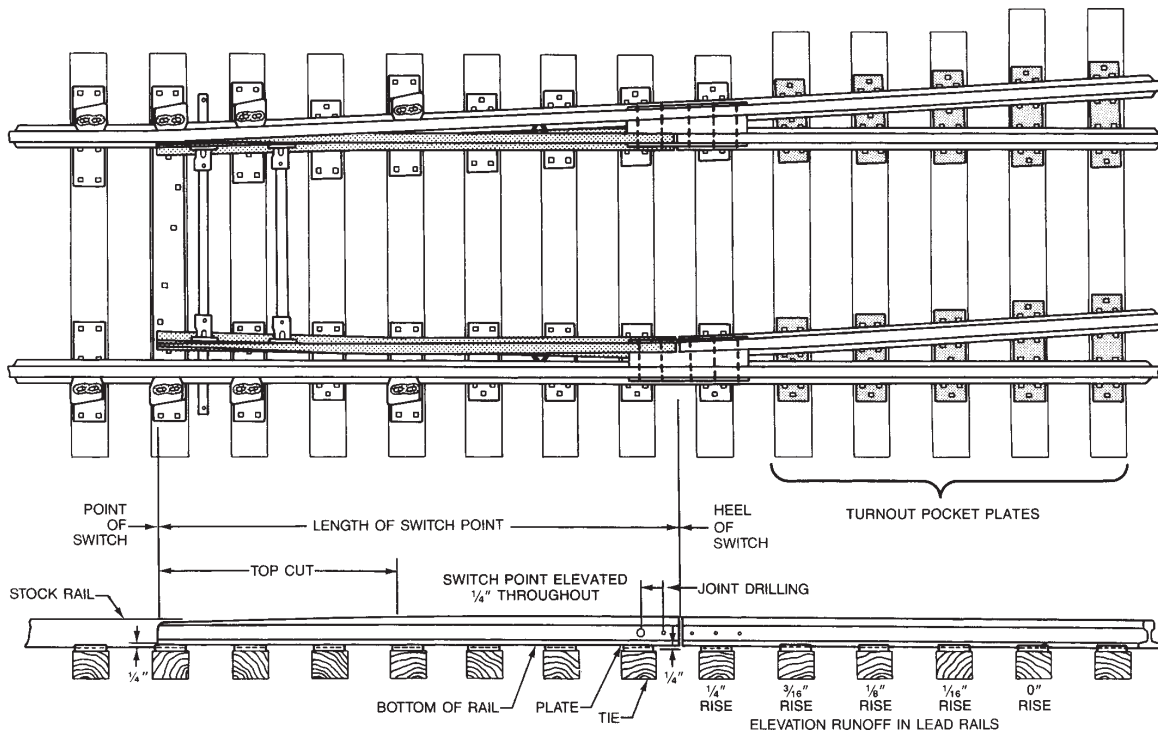 POINT
OF
SWITCH
LENGTH OF SWITCH POINT
HEEL
OF
SWITCH
TURNOUT POCKET PLATES
TOP CUT
SWITCH POINT ELEVATED
1/4" THROUGHOUT
JOINT DRILLING
STOCK RAIL
1/4"
BOTTOM OF RAIL
PLATE
TIE
1/4"
1/4"
RISE
3/16"
RISE
1/8"
RISE
1/16"
RISE
0"
RISE
ELEVATION RUNOFF IN LEAD RAILS